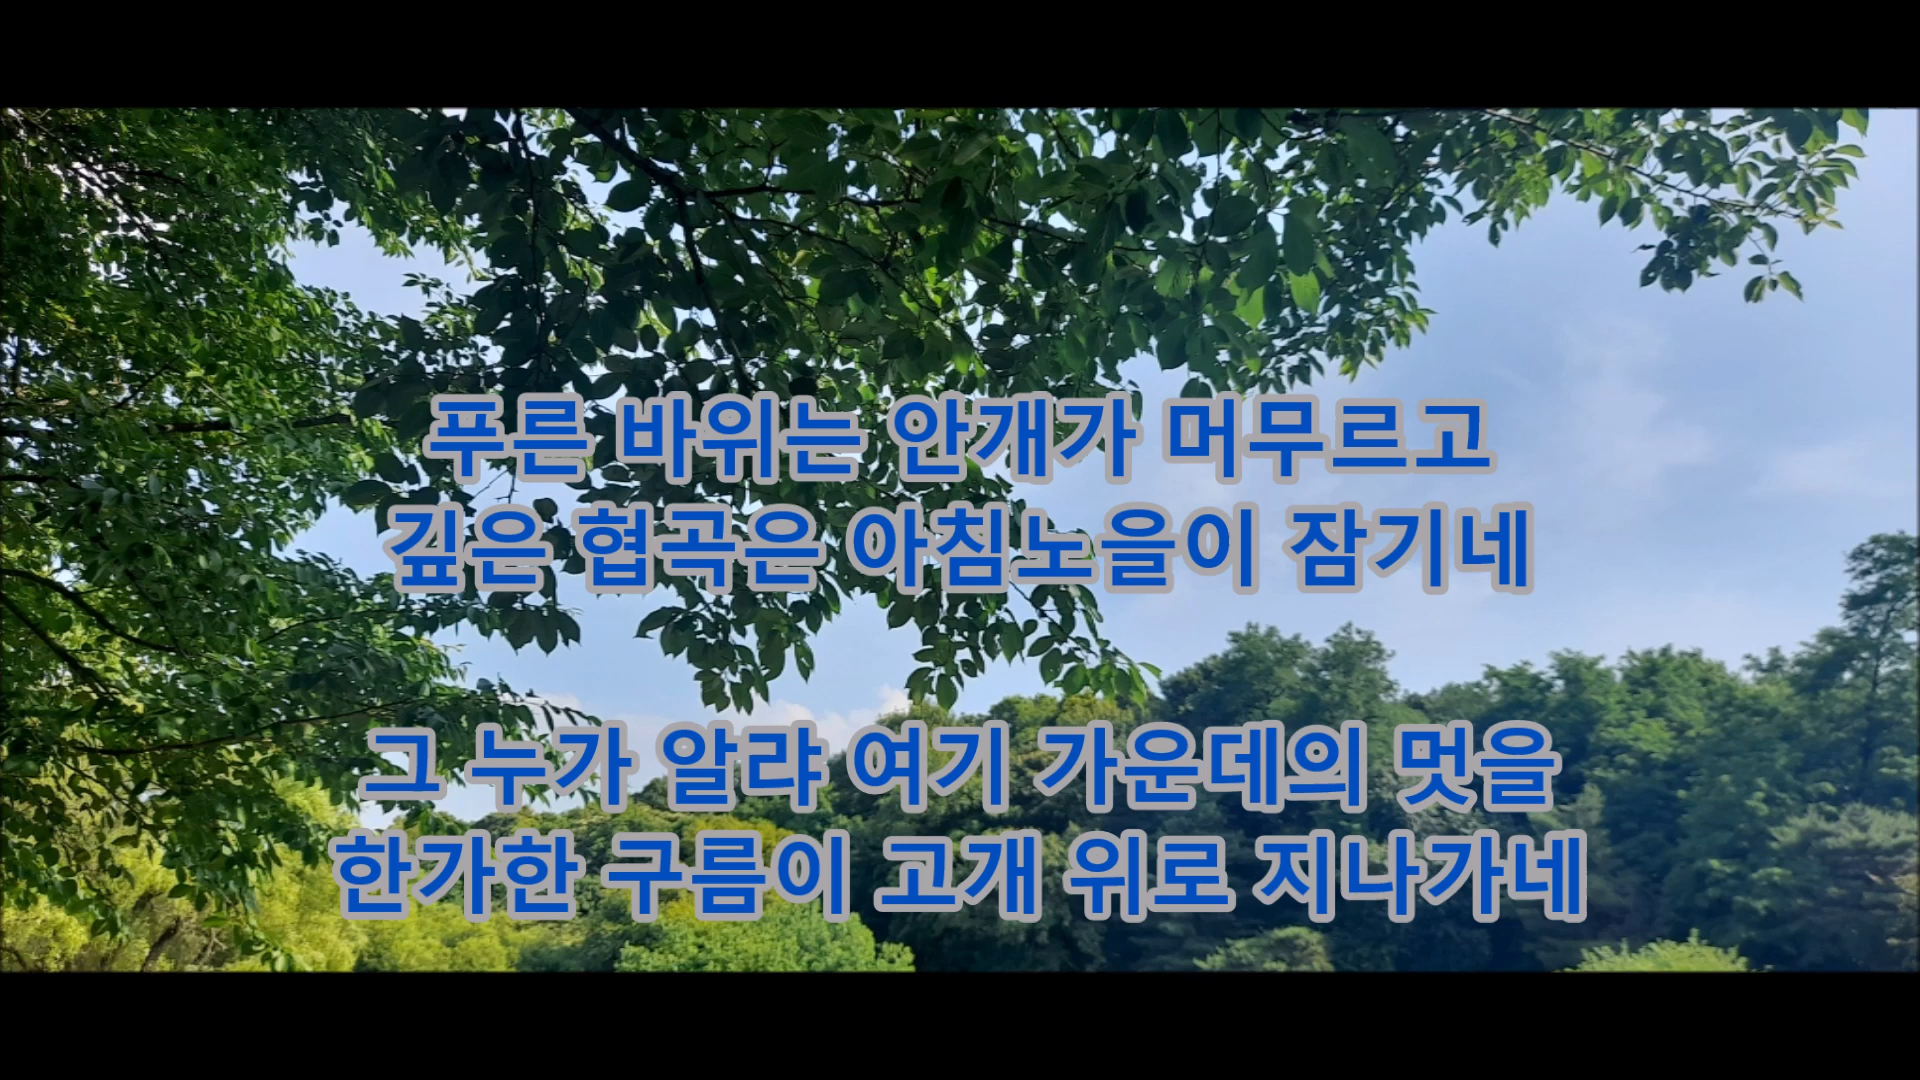 푸른 바위는 안개가 머무르고
깊은 협곡은 아침노을이 잠기네
그 누가 알랴 여기 가운데의 멋을
한가한 구름이 고개 위로 지나가네